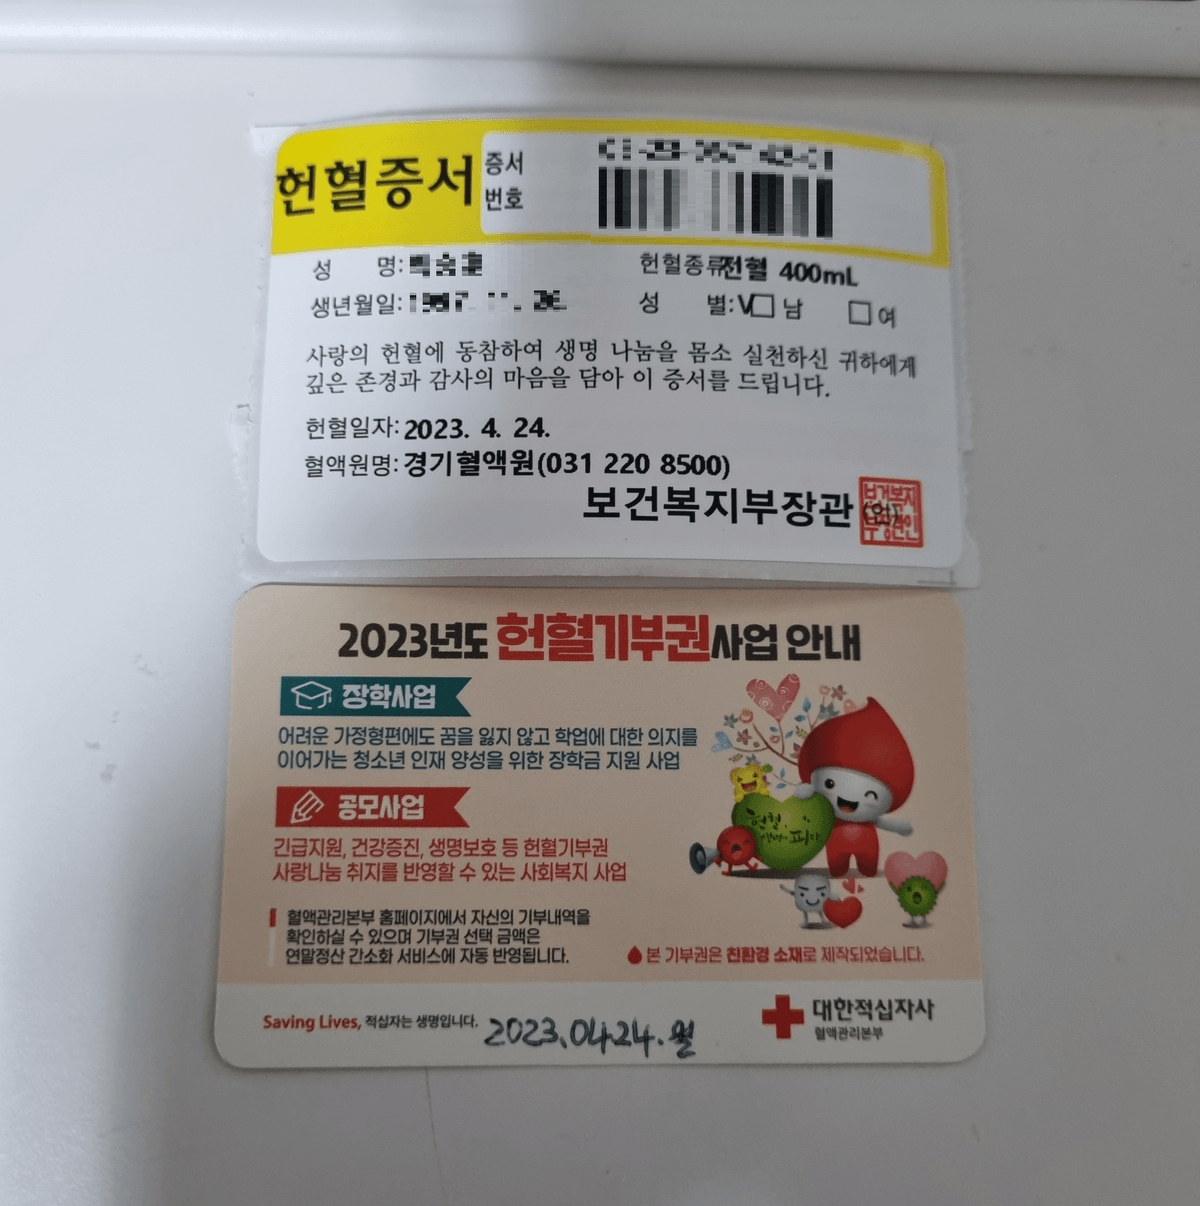 헌혈증서
증서
번호
성 명:
헌혈종류 전혈 400mL
생년월일:
성 별: V□ 남 □ 여
사랑의 헌혈에 동참하여 생명 나눔을 몸소 실천하신 귀하에게
깊은 존경과 감사의 마음을 담아 이 증서를 드립니다.
헌혈일자: 2023. 4. 24.
혈액원명: 경기혈액원(031 220 8500)
보건복지부장관 (인)
보건복지
부장관인
2023년도 헌혈기부권사업 안내
장학사업
어려운 가정형편에도 꿈을 잃지 않고 학업에 대한 의지를
이어가는 청소년 인재 양성을 위한 장학금 지원 사업
공모사업
긴급지원, 건강증진, 생명보호 등 헌혈기부권
사랑나눔 취지를 반영할 수 있는 사회복지 사업
헌혈,
혈액관리본부 홈페이지에서 자신의 기부내역을
확인하실 수 있으며 기부권 선택 금액은
연말정산 간소화 서비스에 자동 반영됩니다.
본 기부권은 친환경 소재로 제작되었습니다.
Saving Lives, 적십자는 생명입니다.
2023.04.24.월
대한적십자사
혈액관리본부